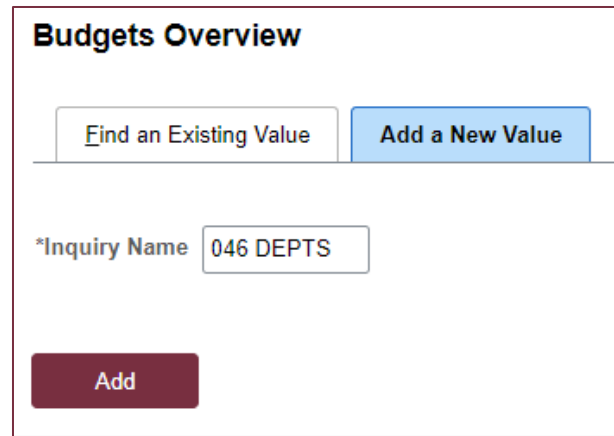 Budgets Overview
Find an Existing Value Add a New Value
*Inquiry Name 046 DEPTS
Add